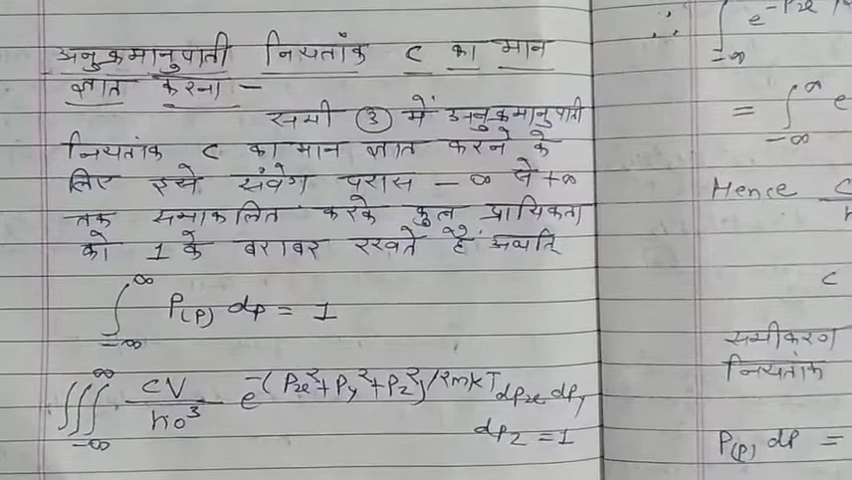 अनुक्रमानुपाती नियतांक C का मान
ज्ञात करना –
समी ③ में अनुक्रमानुपाती
नियतांक C का मान ज्ञात करने के
लिए इसे संवेग परास – ∞ से +∞
तक समाकलित करके कुल प्रायिकता
को 1 के बराबर रखते हैं अर्थात
∫_{-∞}^{∞} P(P) dP = 1
∫∫∫_{-∞}^{∞} CV/h₀³ e^{-(Px²+Py²+Pz²)/2mkT} dPx dPy
dPz = 1
∴ ∫_{-∞} e^{-Px
= ∫_{-∞}^{∞} e
Hence C
C
समीकरण
नियतांक
P(P) dP =